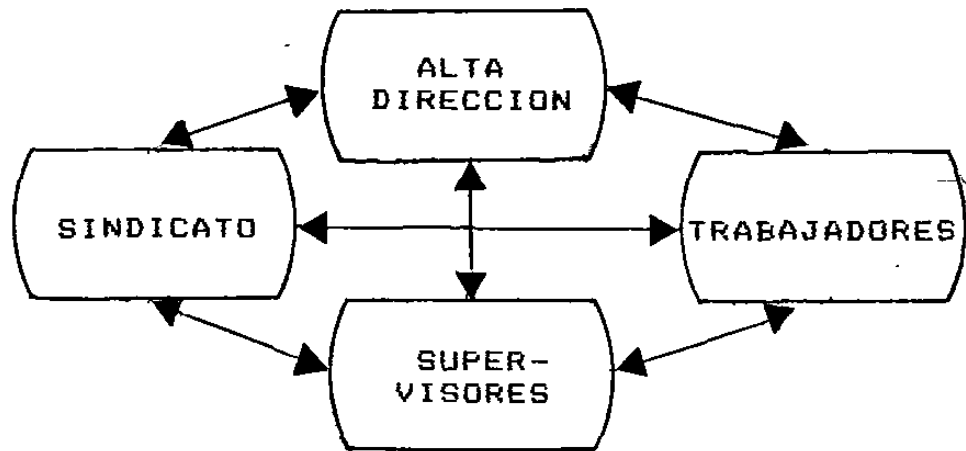 ALTA
DIRECCION
SINDICATO
TRABAJADORES
SUPER-
VISORES